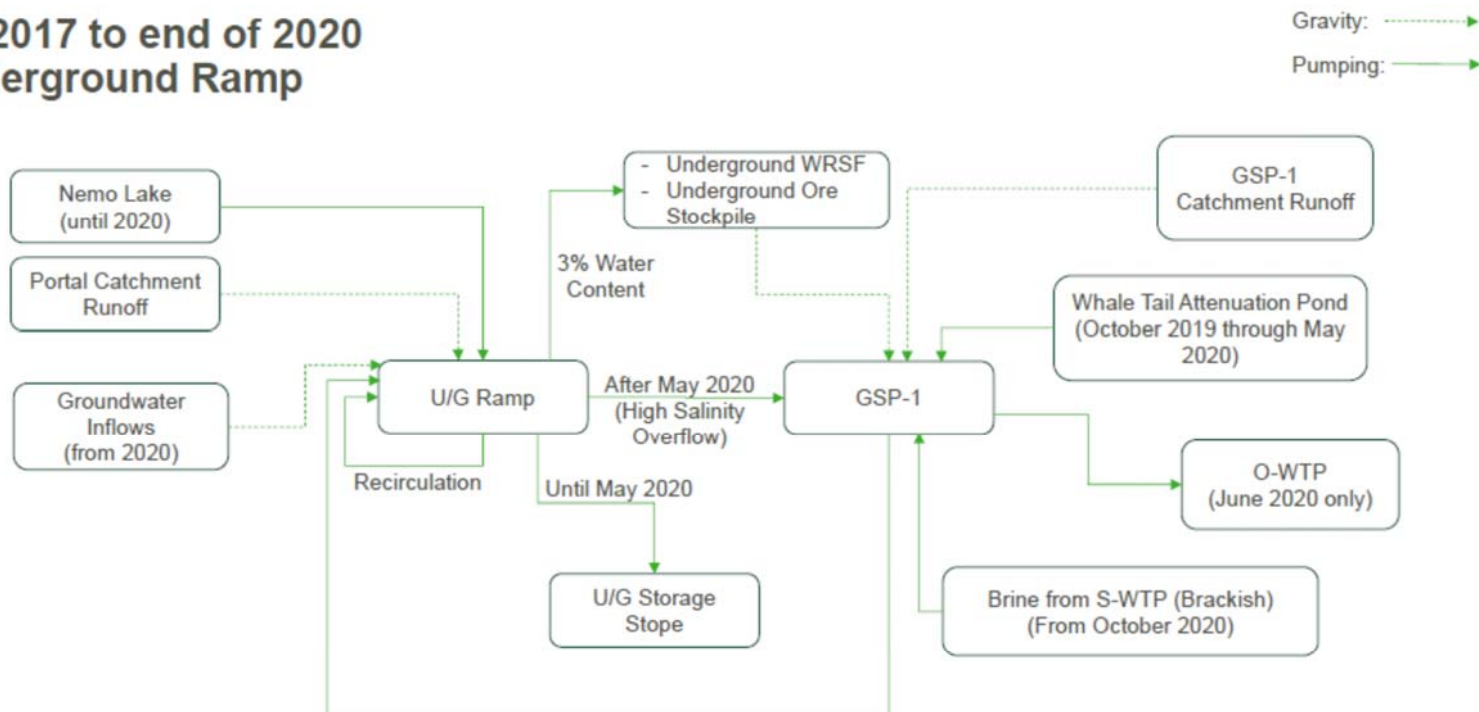 2017 to end of 2020
erground Ramp
Gravity:
Pumping:
Nemo Lake
(until 2020)
Portal Catchment
Runoff
Groundwater
Inflows
(from 2020)
- Underground WRSF
- Underground Ore
Stockpile
3% Water
Content
GSP-1
Catchment Runoff
Whale Tail Attenuation Pond
(October 2019 through May
2020)
U/G Ramp
After May 2020
(High Salinity
Overflow)
GSP-1
Recirculation
Until May 2020
O-WTP
(June 2020 only)
U/G Storage
Stope
Brine from S-WTP (Brackish)
(From October 2020)